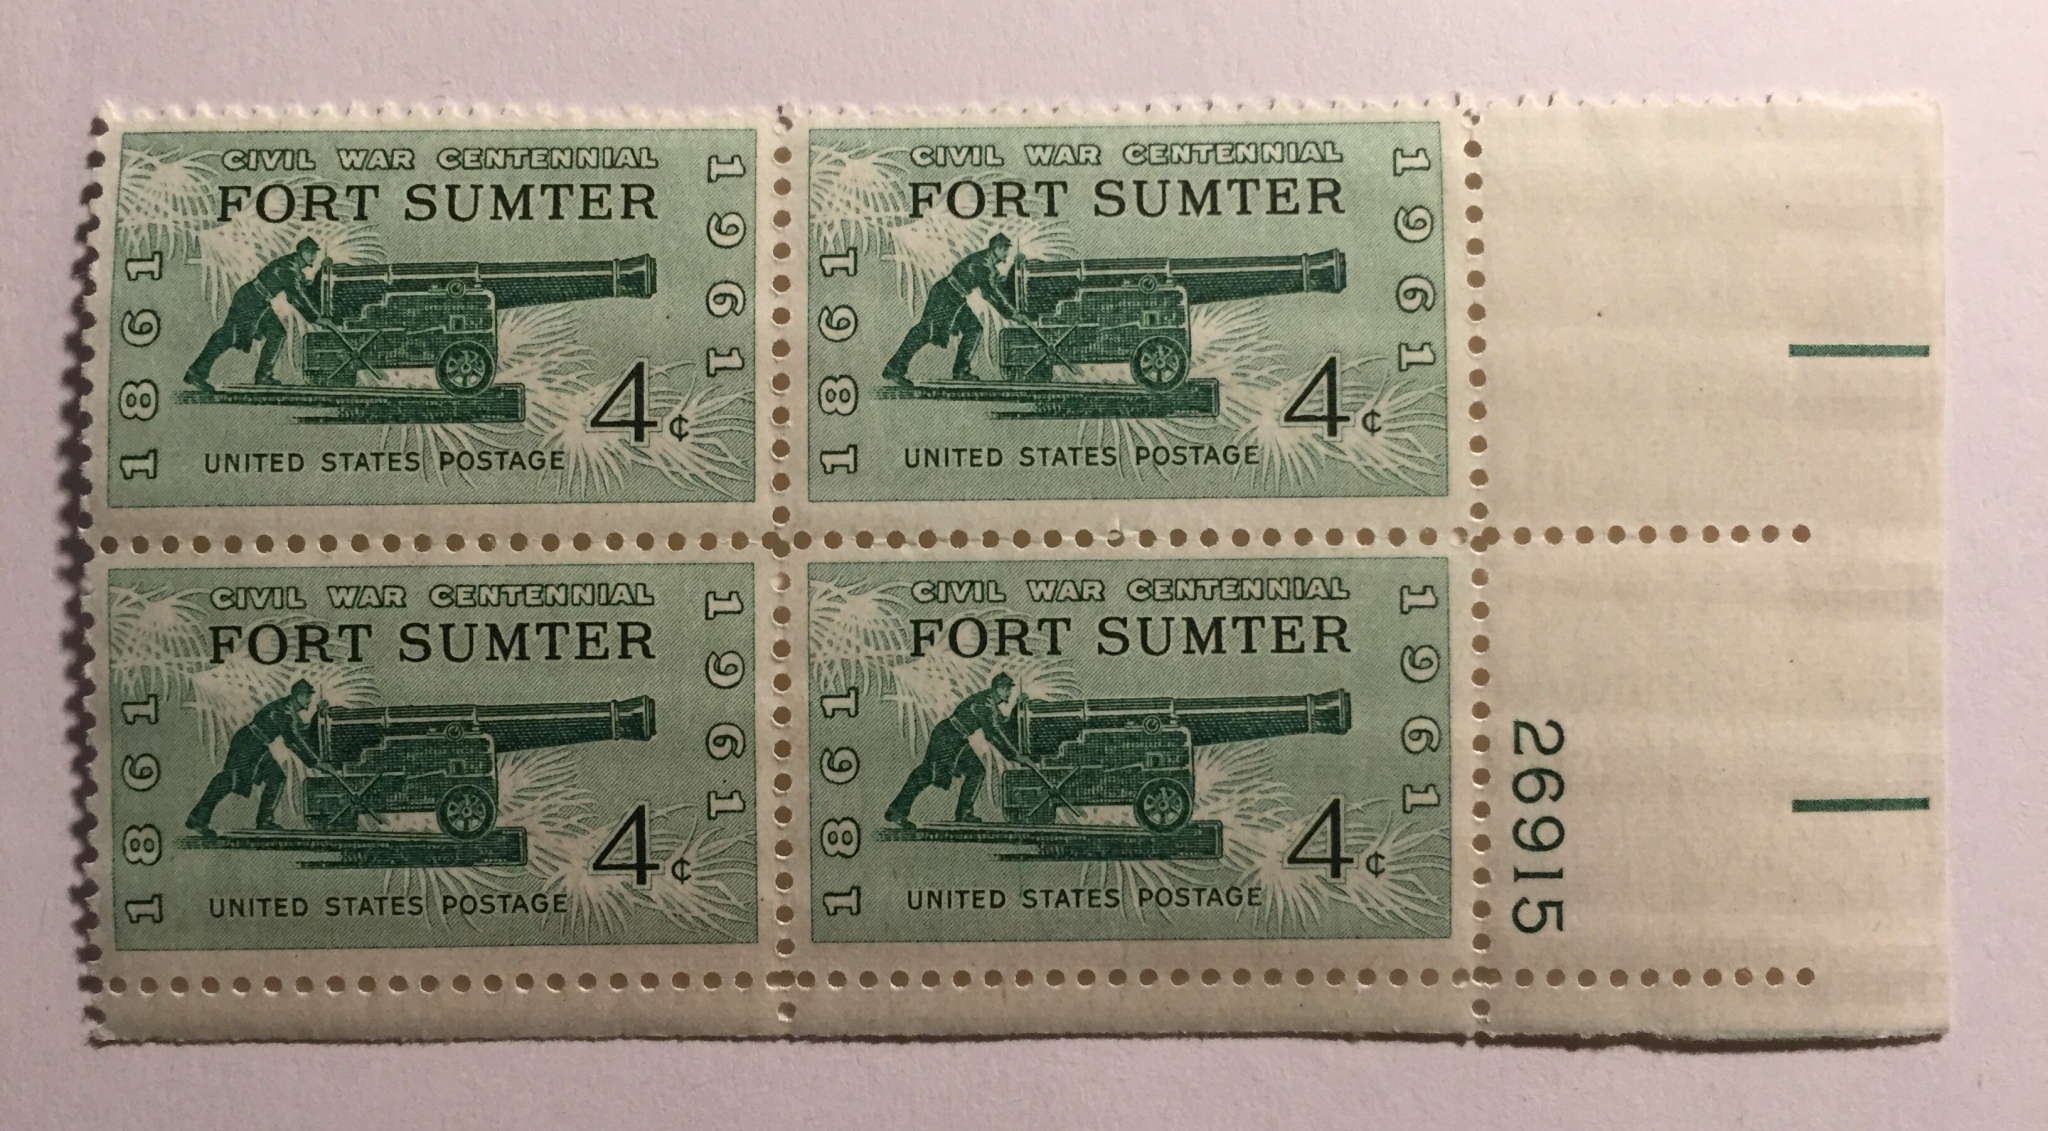 CIVIL WAR CENTENNIAL
FORT SUMTER
1861
1961
4¢
UNITED STATES POSTAGE
CIVIL WAR CENTENNIAL
FORT SUMTER
1861
1961
4¢
UNITED STATES POSTAGE
CIVIL WAR CENTENNIAL
FORT SUMTER
1861
1961
4¢
UNITED STATES POSTAGE
CIVIL WAR CENTENNIAL
FORT SUMTER
1861
1961
4¢
UNITED STATES POSTAGE
26915